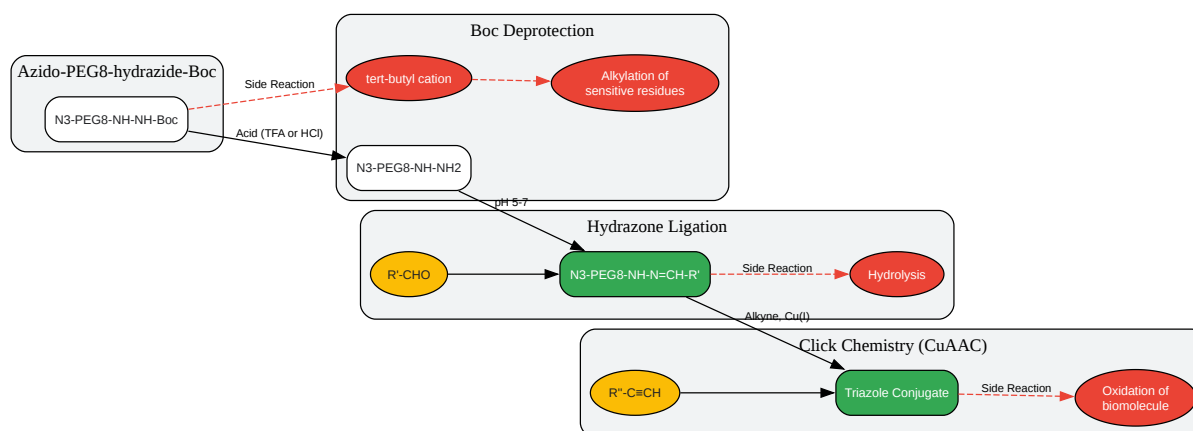 Boc Deprotection
Azido-PEG8-hydrazide-Boc
Side Reaction
tert-butyl cation
Alkylation of
sensitive residues
N3-PEG8-NH-NH-Boc
Acid (TFA or HCl)
N3-PEG8-NH-NH2
pH 5-7
Hydrazone Ligation
R'-CHO
N3-PEG8-NH-N=CH-R'
Side Reaction
Hydrolysis
Alkyne, Cu(I)
Click Chemistry (CuAAC)
R"-C≡CH
Triazole Conjugate
Side Reaction
Oxidation of
biomolecule